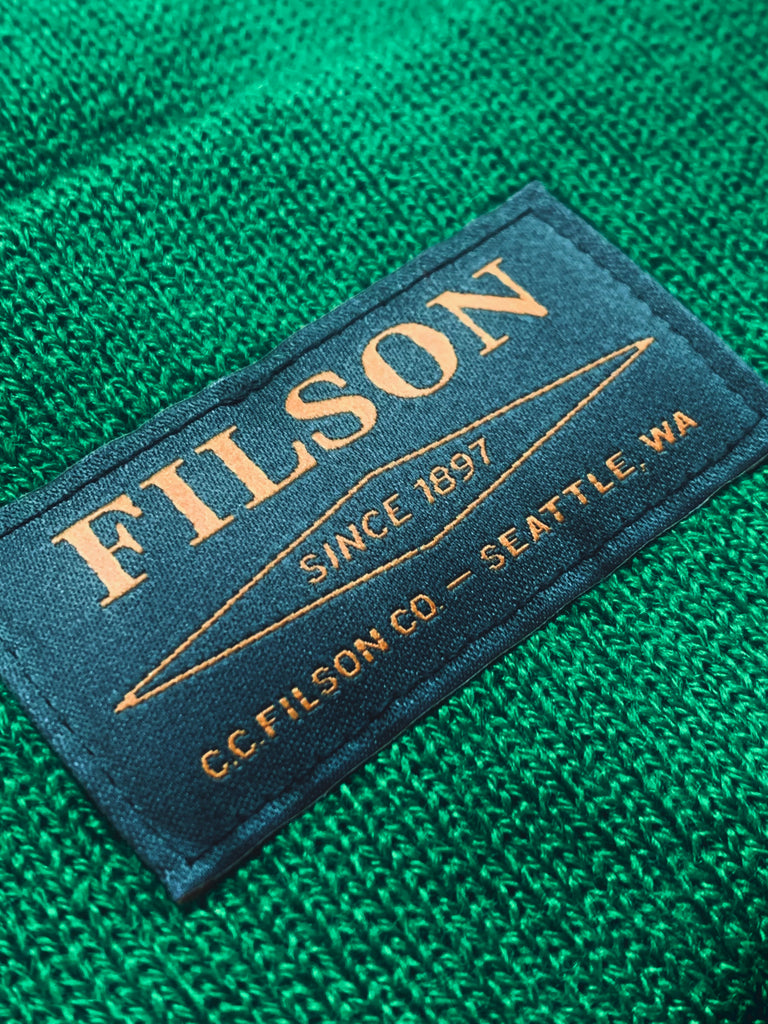 FILSON
SINCE 1897
C.C. FILSON CO. — SEATTLE, WA